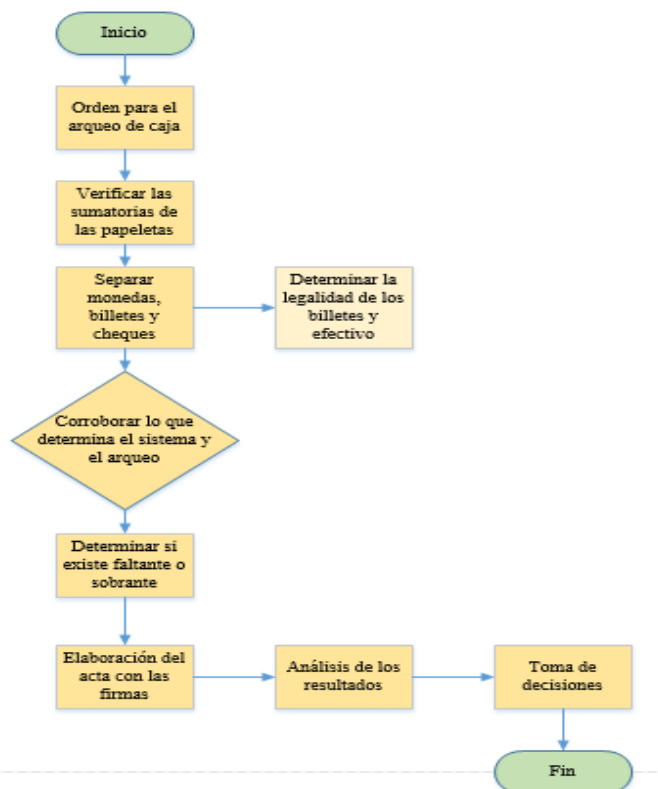 Inicio
Orden para el
arqueo de caja
Verificar las
sumatorias de
las papeletas
Separar
monedas,
billetes y
cheques
Determinar la
legalidad de los
billetes y
efectivo
Corroborar lo que
determina el sistema y
el arqueo
Determinar si
existe faltante o
sobrante
Elaboración del
acta con las
firmas
Análisis de los
resultados
Toma de
decisiones
Fin